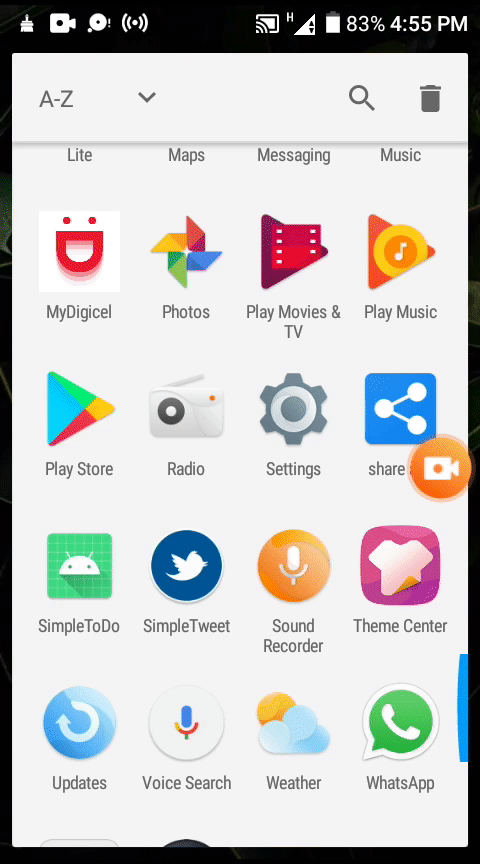 H 83% 4:55 PM
A-Z
Lite Maps Messaging Music
MyDigicel Photos Play Movies & TV Play Music
Play Store Radio Settings share
SimpleToDo SimpleTweet Sound Recorder Theme Center
Updates Voice Search Weather WhatsApp